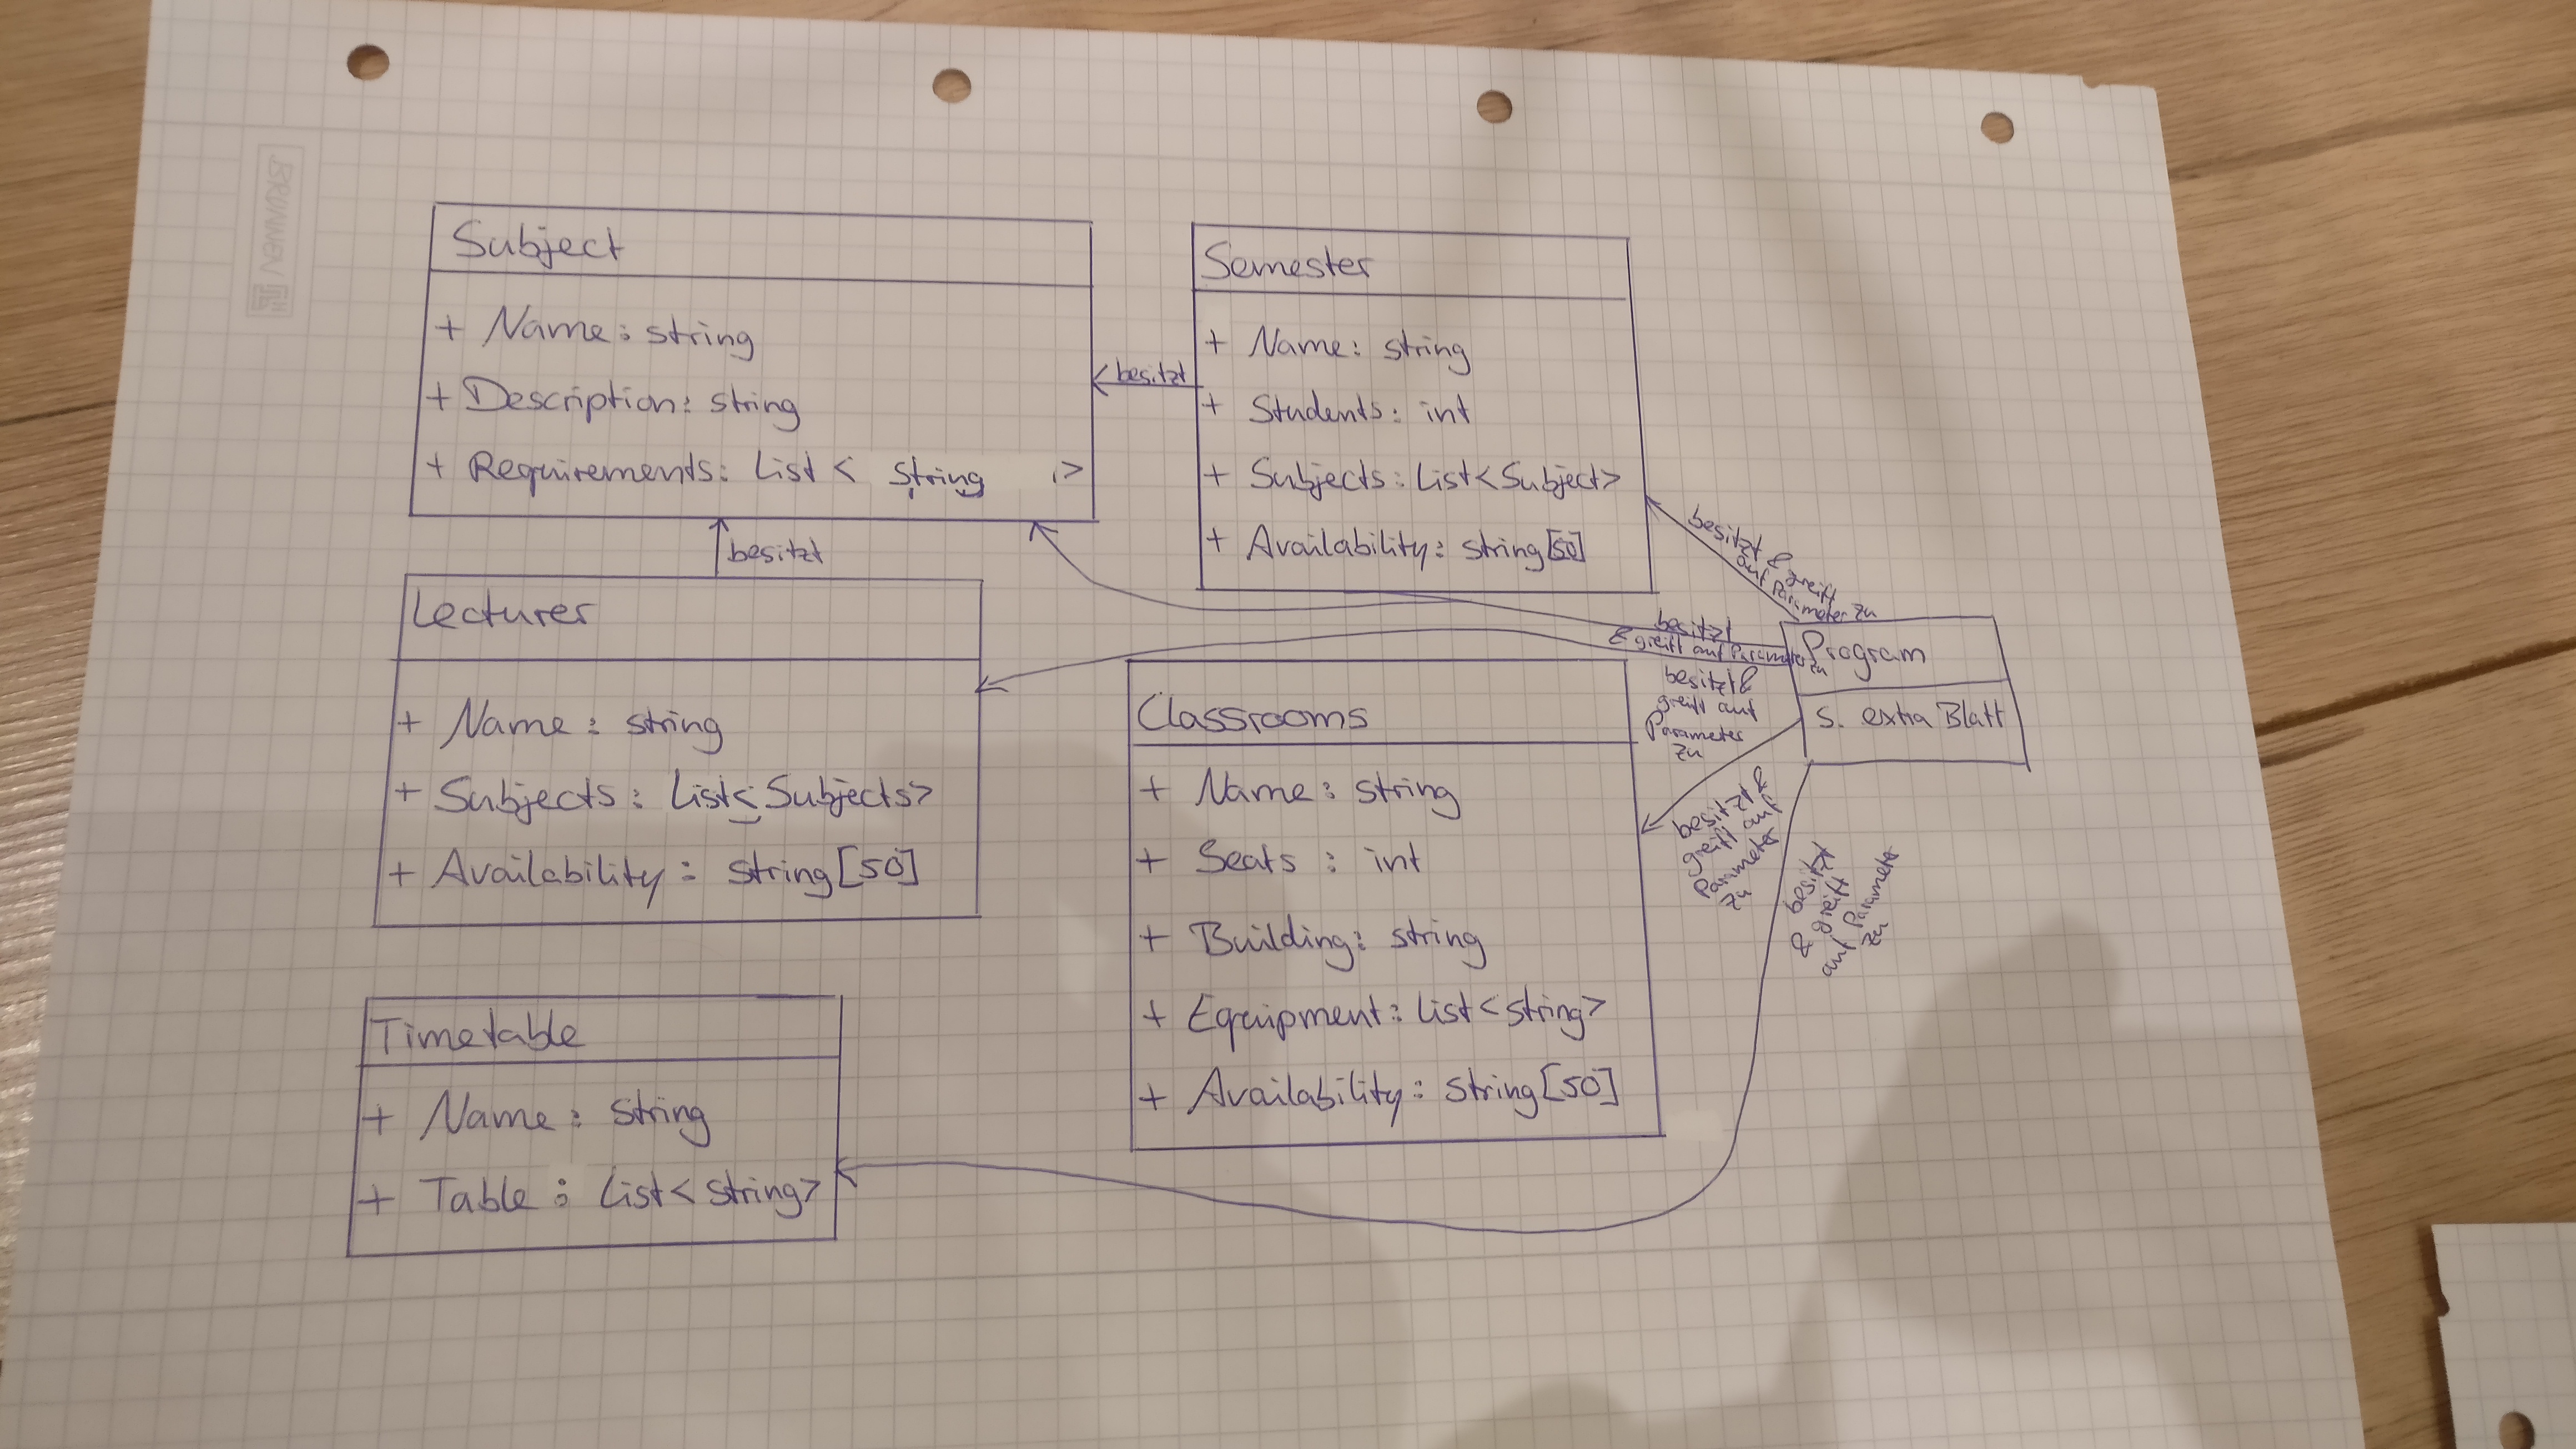 BRUNNEN
Subject
+ Name: string
+ Description: string
+ Requirements: List < string >
besitzt
Semester
+ Name: string
+ Students: int
+ Subjects: List<Subject>
+ Availability: string[50]
besitzt
Lecturer
+ Name: string
+ Subjects: List<Subjects>
+ Availability: string[50]
besitzt & greift
auf Parameter zu
besitzt
& greift auf Parameter zu
besitzt &
greift auf
Parameter
zu
Program
s. extra Blatt
Classrooms
+ Name: string
+ Seats: int
+ Building: string
+ Equipment: List<string>
+ Availability: string[50]
besitzt &
greift auf
Parameter
zu
besitzt
& greift
auf Parameter
zu
Timetable
+ Name: string
+ Table: List<string>